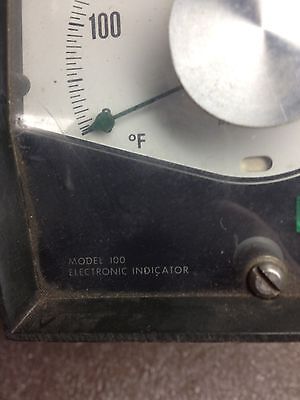 100
°F
MODEL 100
ELECTRONIC INDICATOR